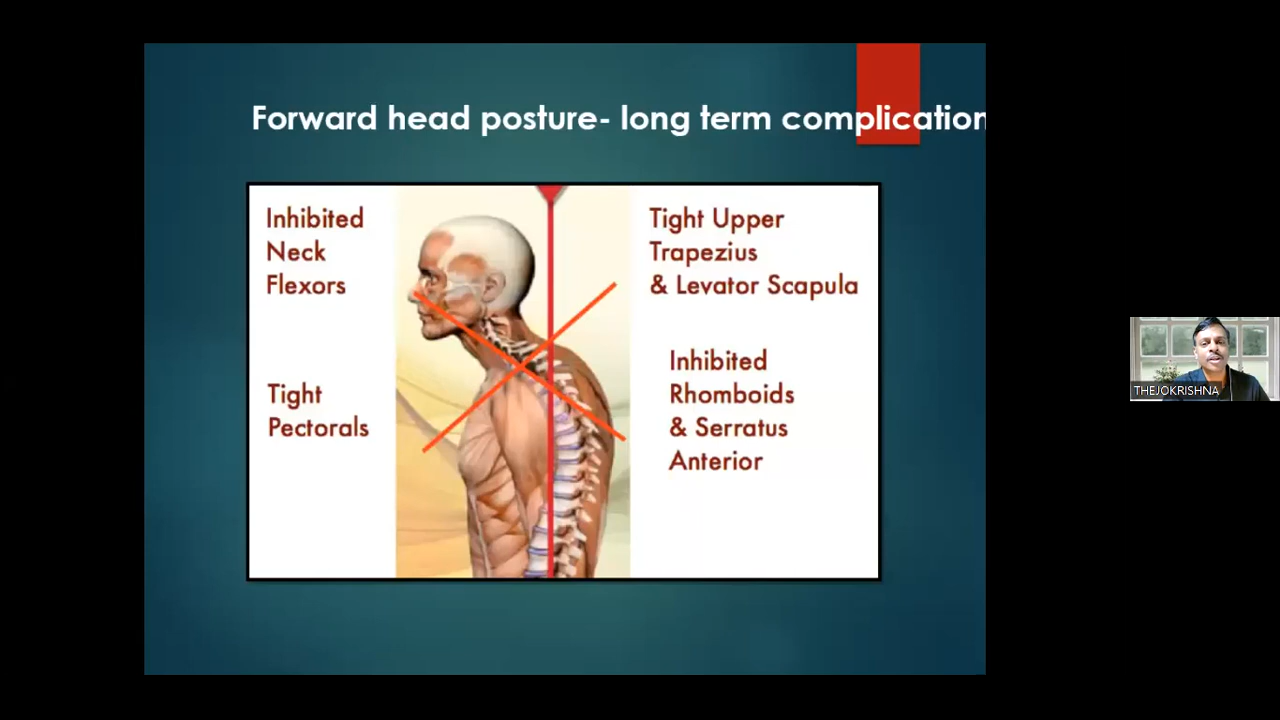 Forward head posture- long term complication
Inhibited
Neck
Flexors
Tight
Pectorals
Tight Upper
Trapezius
& Levator Scapula
Inhibited
Rhomboids
& Serratus
Anterior
THEJOKRISHNA